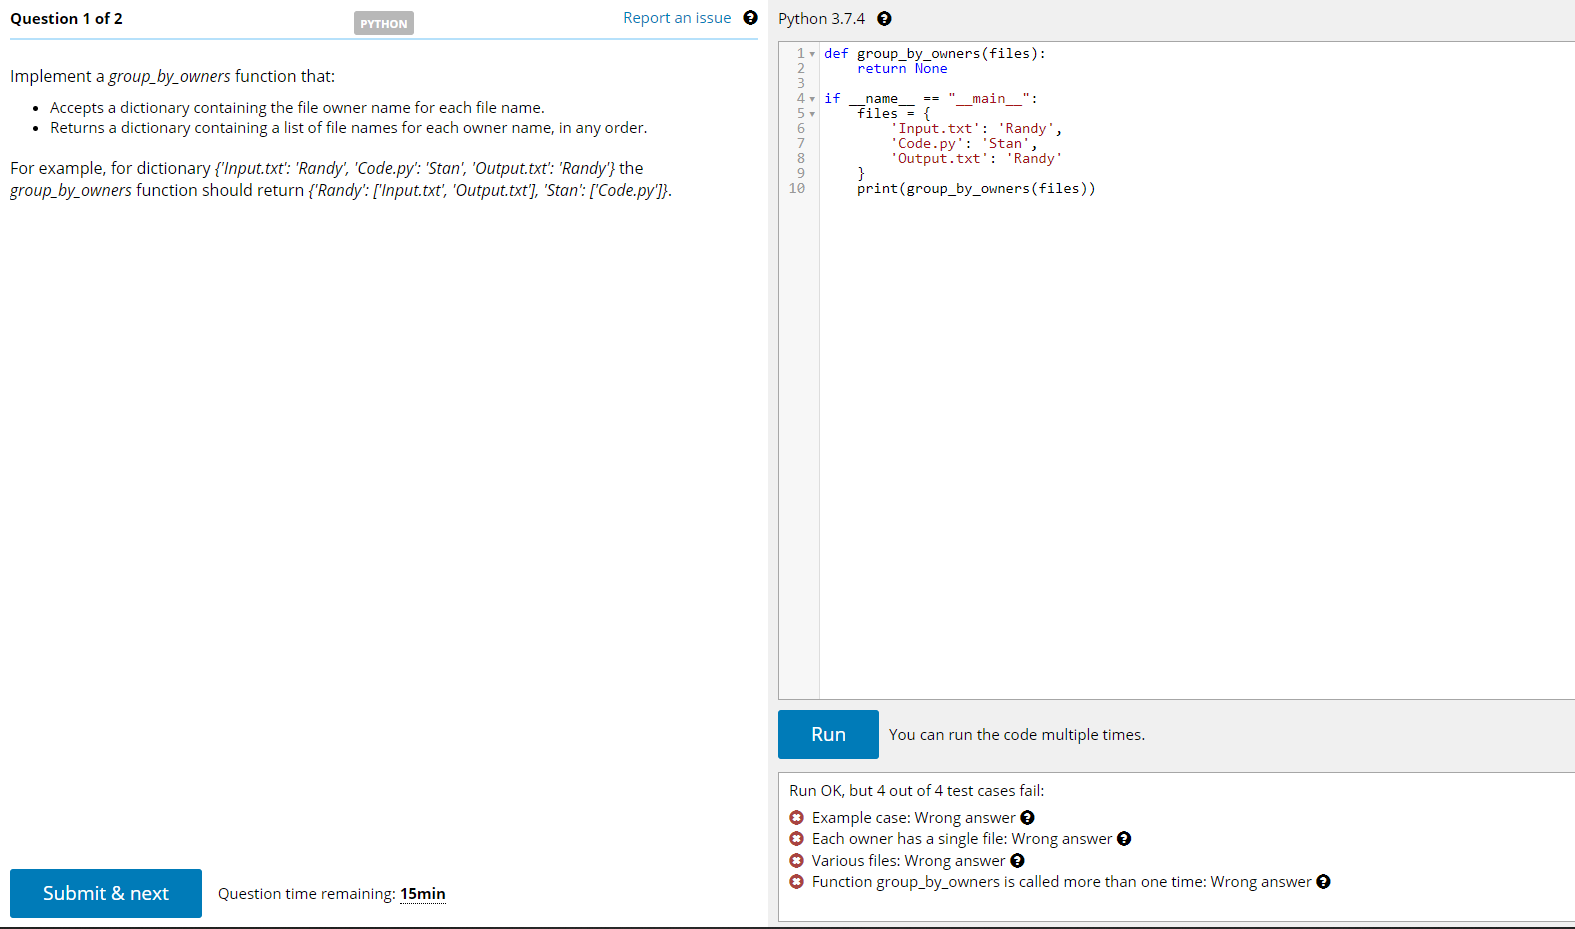 Question 1 of 2
PYTHON
Report an issue
Implement a group_by_owners function that:
• Accepts a dictionary containing the file owner name for each file name.
• Returns a dictionary containing a list of file names for each owner name, in any order.
For example, for dictionary {'Input.txt': 'Randy', 'Code.py': 'Stan', 'Output.txt': 'Randy'} the
group_by_owners function should return {'Randy': ['Input.txt', 'Output.txt'], 'Stan': ['Code.py']}.
Submit & next
Question time remaining: 15min
Python 3.7.4
1 def group_by_owners(files):
2     return None
3
4 if __name__ == "__main__":
5     files = {
6         'Input.txt': 'Randy',
7         'Code.py': 'Stan',
8         'Output.txt': 'Randy'
9     }
10     print(group_by_owners(files))
Run
You can run the code multiple times.
Run OK, but 4 out of 4 test cases fail:
Example case: Wrong answer
Each owner has a single file: Wrong answer
Various files: Wrong answer
Function group_by_owners is called more than one time: Wrong answer